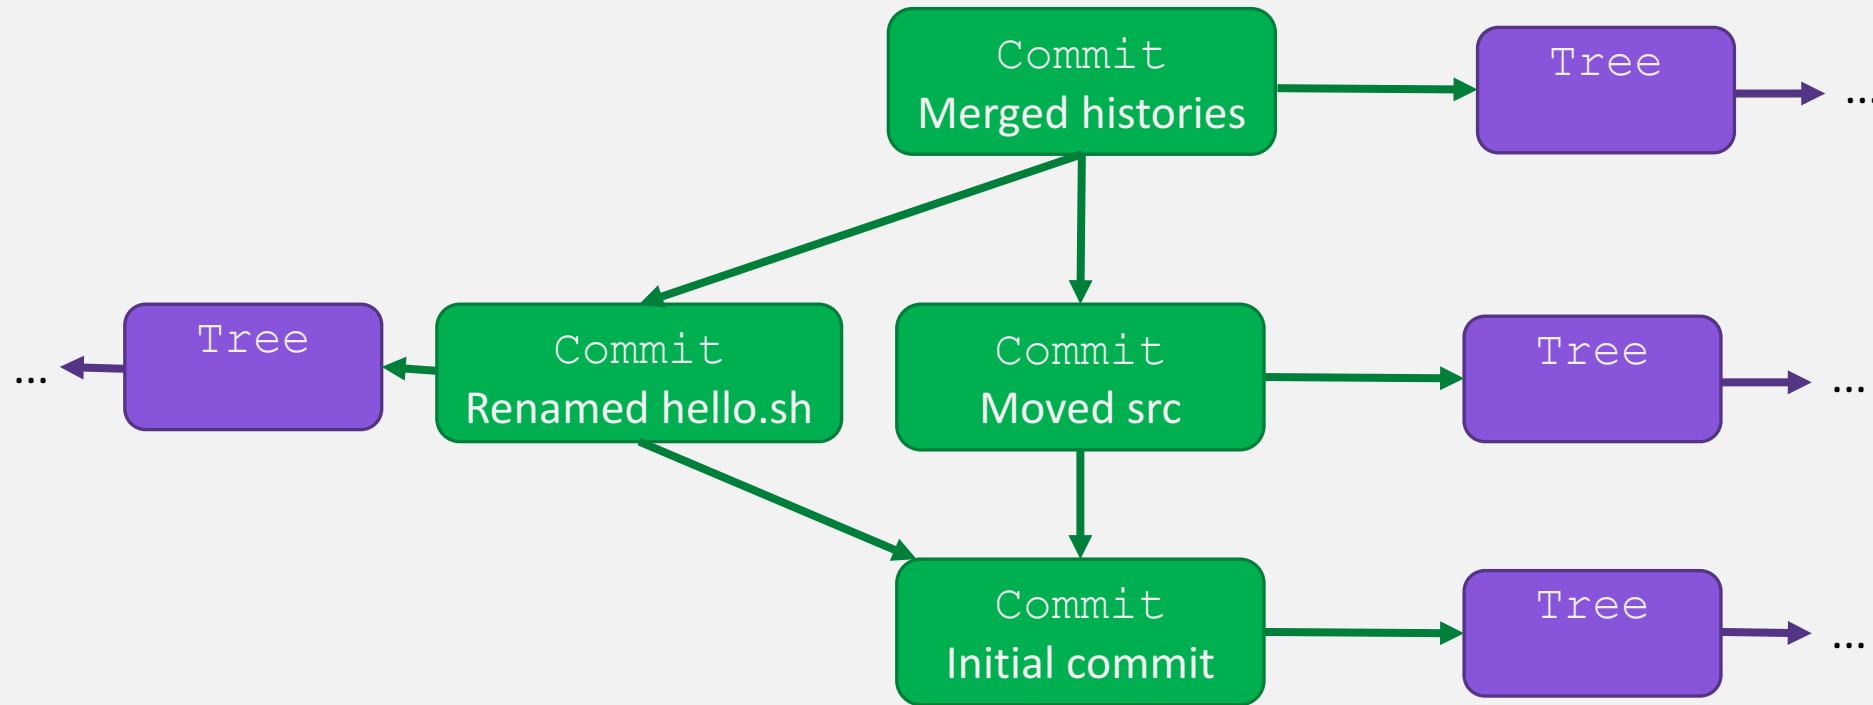 Commit
Merged histories
Tree
...
...
Tree
Commit
Renamed hello.sh
Commit
Moved src
Tree
...
Commit
Initial commit
Tree
...